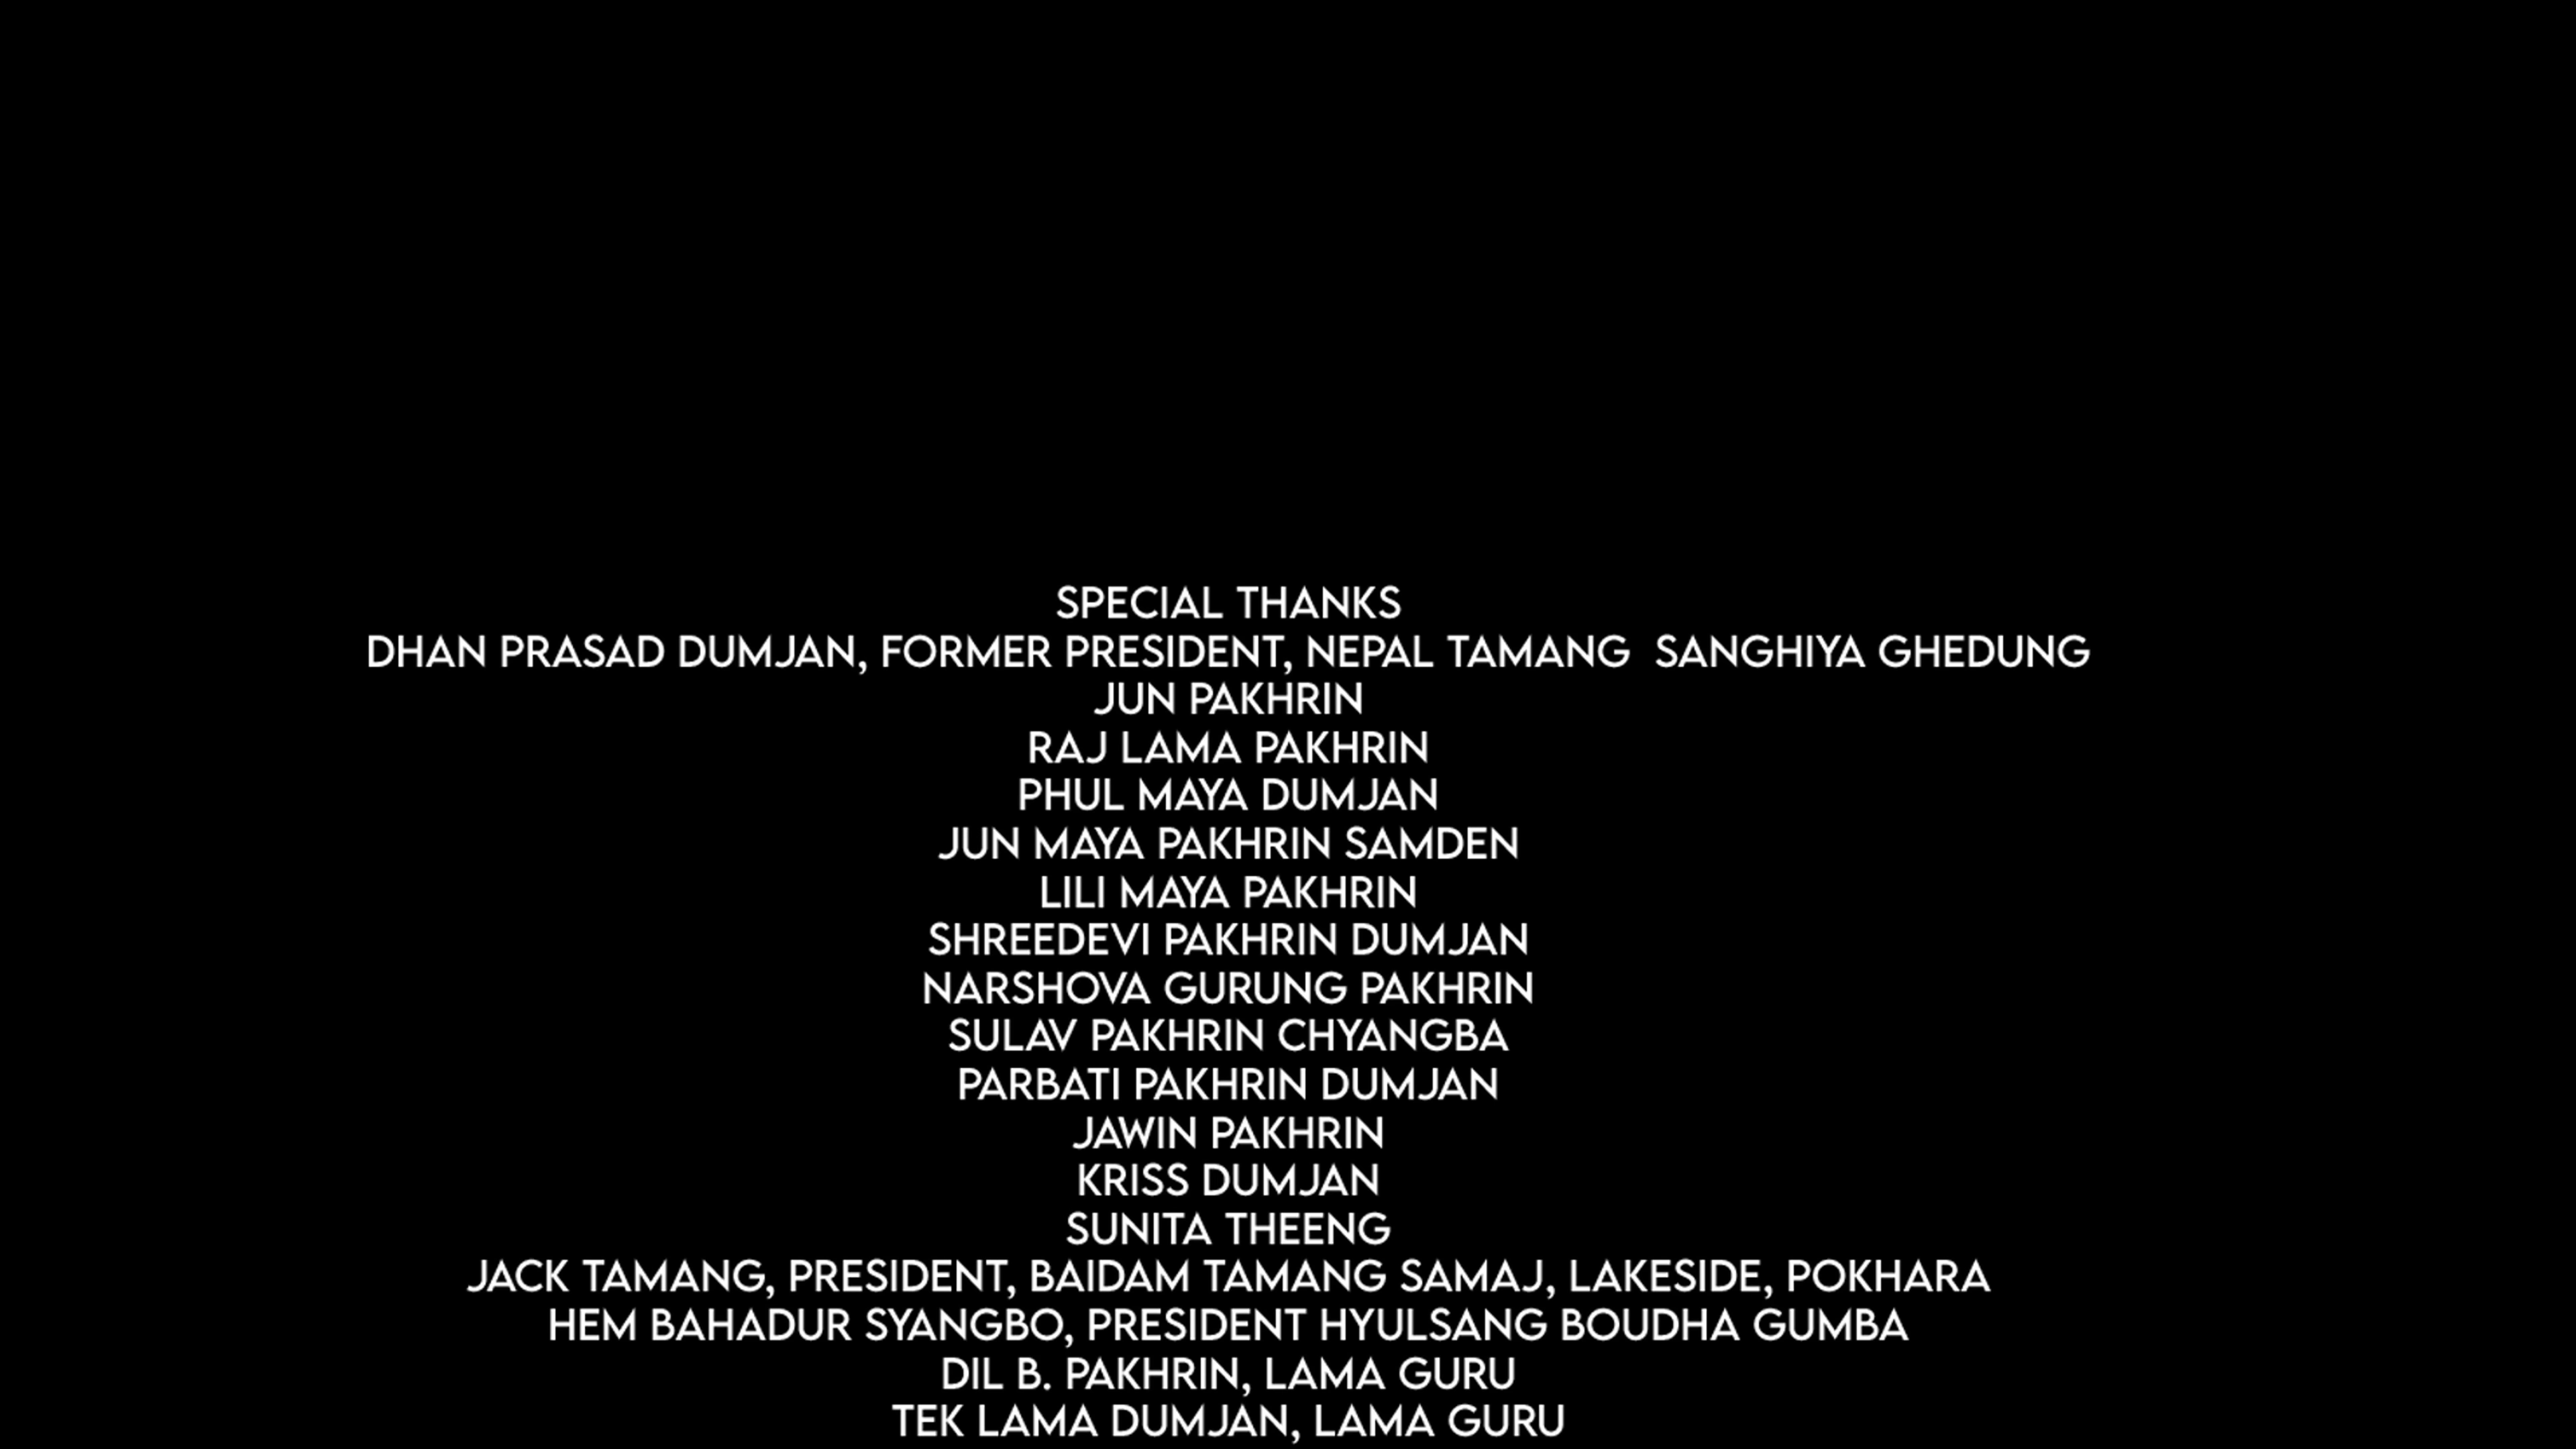 SPECIAL THANKS
DHAN PRASAD DUMJAN, FORMER PRESIDENT, NEPAL TAMANG  SANGHIYA GHEDUNG
JUN PAKHRIN
RAJ LAMA PAKHRIN
PHUL MAYA DUMJAN
JUN MAYA PAKHRIN SAMDEN
LILI MAYA PAKHRIN
SHREEDEVI PAKHRIN DUMJAN
NARSHOVA GURUNG PAKHRIN
SULAV PAKHRIN CHYANGBA
PARBATI PAKHRIN DUMJAN
JAWIN PAKHRIN
KRISS DUMJAN
SUNITA THEENG
JACK TAMANG, PRESIDENT, BAIDAM TAMANG SAMAJ, LAKESIDE, POKHARA
HEM BAHADUR SYANGBO, PRESIDENT HYULSANG BOUDHA GUMBA
DIL B. PAKHRIN, LAMA GURU
TEK LAMA DUMJAN, LAMA GURU